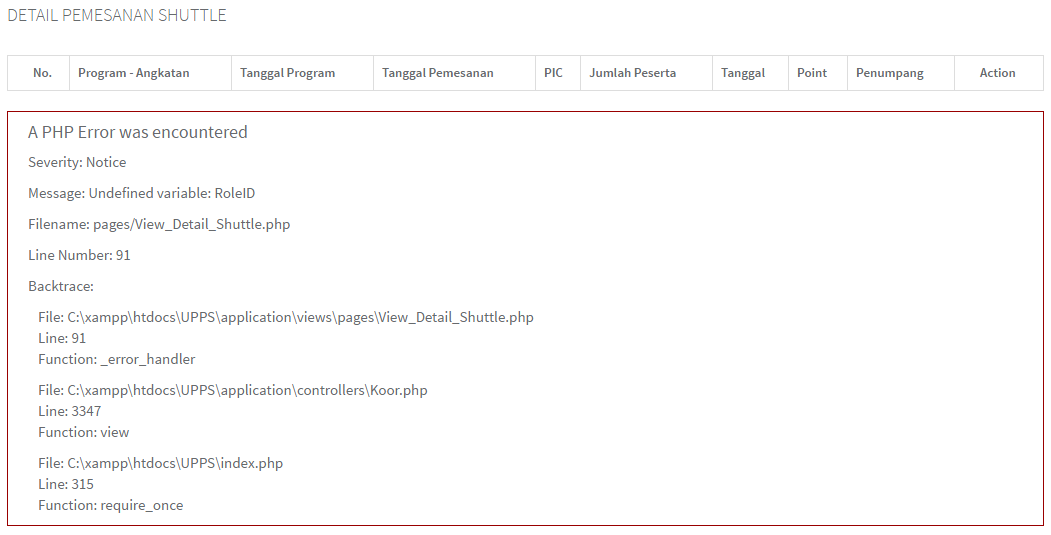 DETAIL PEMESANAN SHUTTLE
No. Program - Angkatan Tanggal Program Tanggal Pemesanan PIC Jumlah Peserta Tanggal Point Penumpang Action
A PHP Error was encountered
Severity: Notice
Message: Undefined variable: RoleID
Filename: pages/View_Detail_Shuttle.php
Line Number: 91
Backtrace:
File: C:\xampp\htdocs\UPPS\application\views\pages\View_Detail_Shuttle.php
Line: 91
Function: _error_handler
File: C:\xampp\htdocs\UPPS\application\controllers\Koor.php
Line: 3347
Function: view
File: C:\xampp\htdocs\UPPS\index.php
Line: 315
Function: require_once